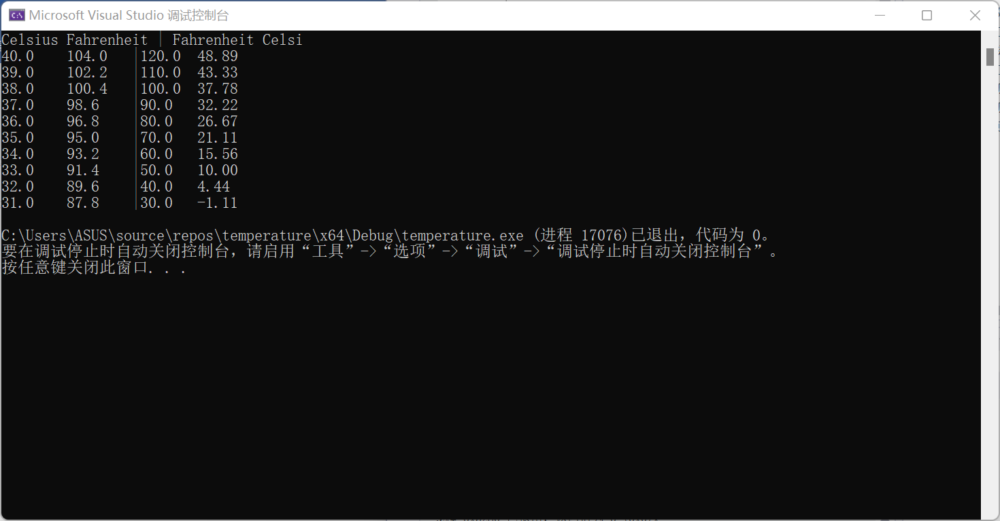 Microsoft Visual Studio 调试控制台
Celsius Fahrenheit | Fahrenheit Celsi
40.0    104.0   |120.0  48.89
39.0    102.2   |110.0  43.33
38.0    100.4   |100.0  37.78
37.0    98.6    |90.0   32.22
36.0    96.8    |80.0   26.67
35.0    95.0    |70.0   21.11
34.0    93.2    |60.0   15.56
33.0    91.4    |50.0   10.00
32.0    89.6    |40.0   4.44
31.0    87.8    |30.0   -1.11
C:\Users\ASUS\source\repos\temperature\x64\Debug\temperature.exe (进程 17076)已退出，代码为 0。
要在调试停止时自动关闭控制台，请启用“工具”->“选项”->“调试”->“调试停止时自动关闭控制台”。
按任意键关闭此窗口. . .